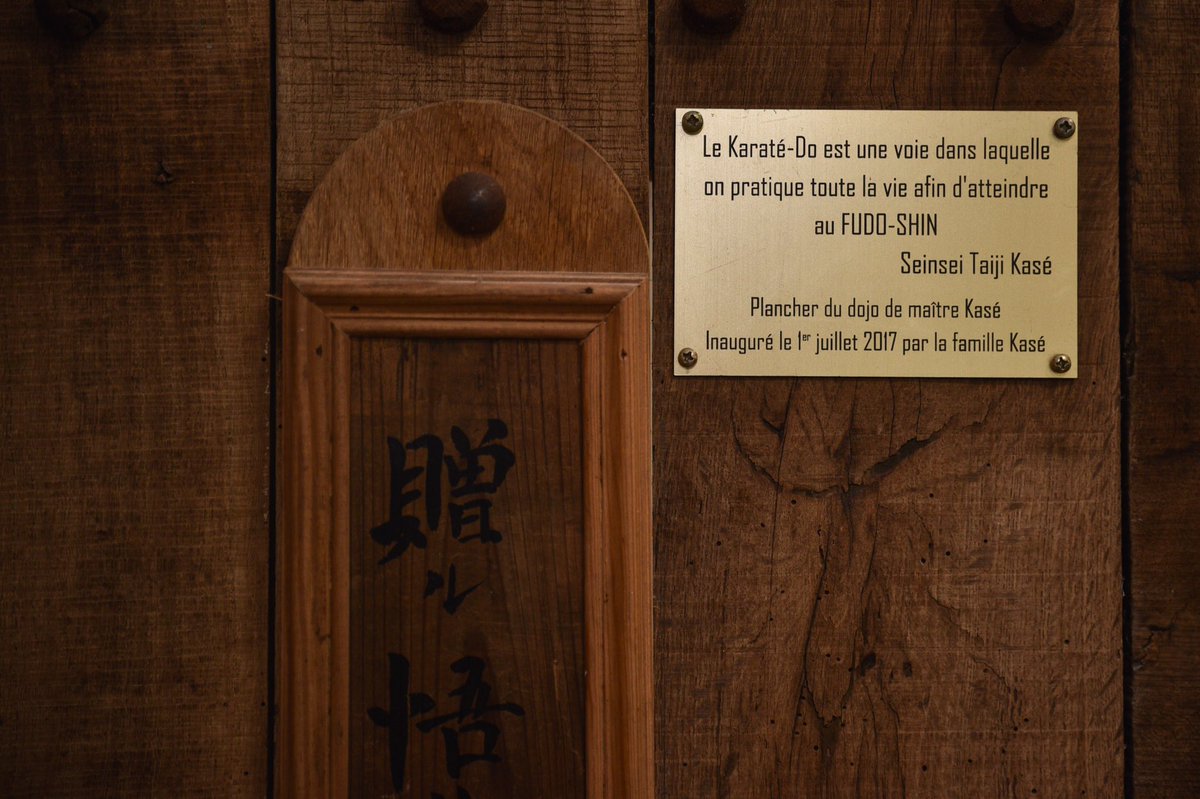 Le Karaté-Do est une voie dans laquelle
on pratique toute la vie afin d'atteindre
au FUDO-SHIN
Seinsei Taiji Kasé
Plancher du dojo de maître Kasé
Inauguré le 1er juillet 2017 par la famille Kasé
贈ル悟